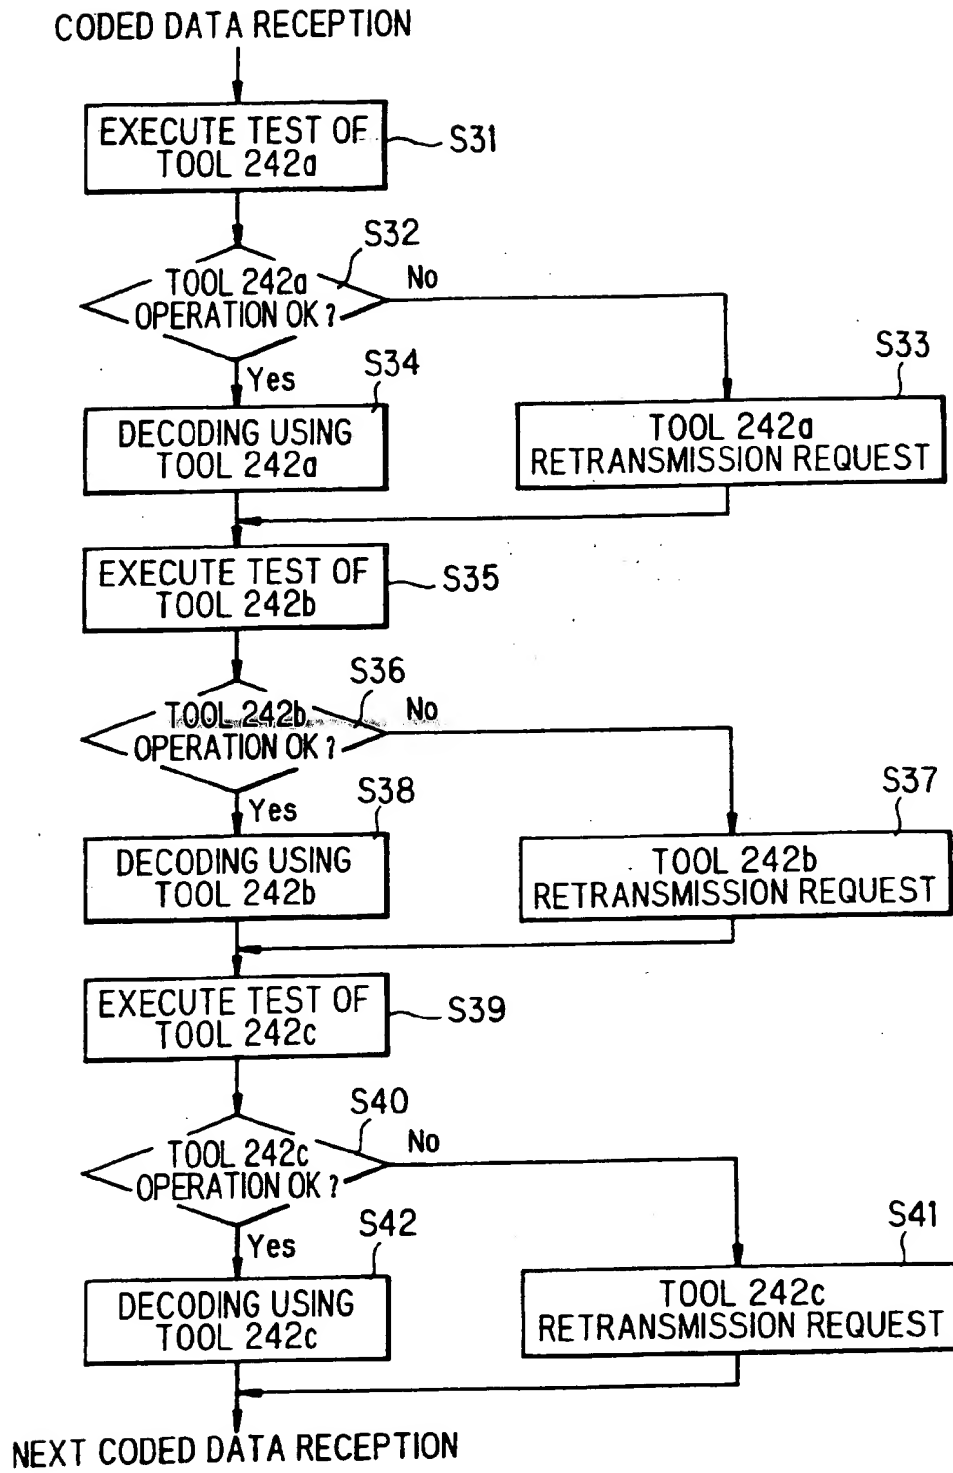 CODED DATA RECEPTION
EXECUTE TEST OF
TOOL 242a
S31
S32
TOOL 242a
OPERATION OK?
No
Yes
S34
S33
DECODING USING
TOOL 242a
TOOL 242a
RETRANSMISSION REQUEST
EXECUTE TEST OF
TOOL 242b
S35
S36
TOOL 242b
OPERATION OK?
No
Yes
S38
S37
DECODING USING
TOOL 242b
TOOL 242b
RETRANSMISSION REQUEST
EXECUTE TEST OF
TOOL 242c
S39
S40
TOOL 242c
OPERATION OK?
No
Yes
S42
S41
DECODING USING
TOOL 242c
TOOL 242c
RETRANSMISSION REQUEST
NEXT CODED DATA RECEPTION